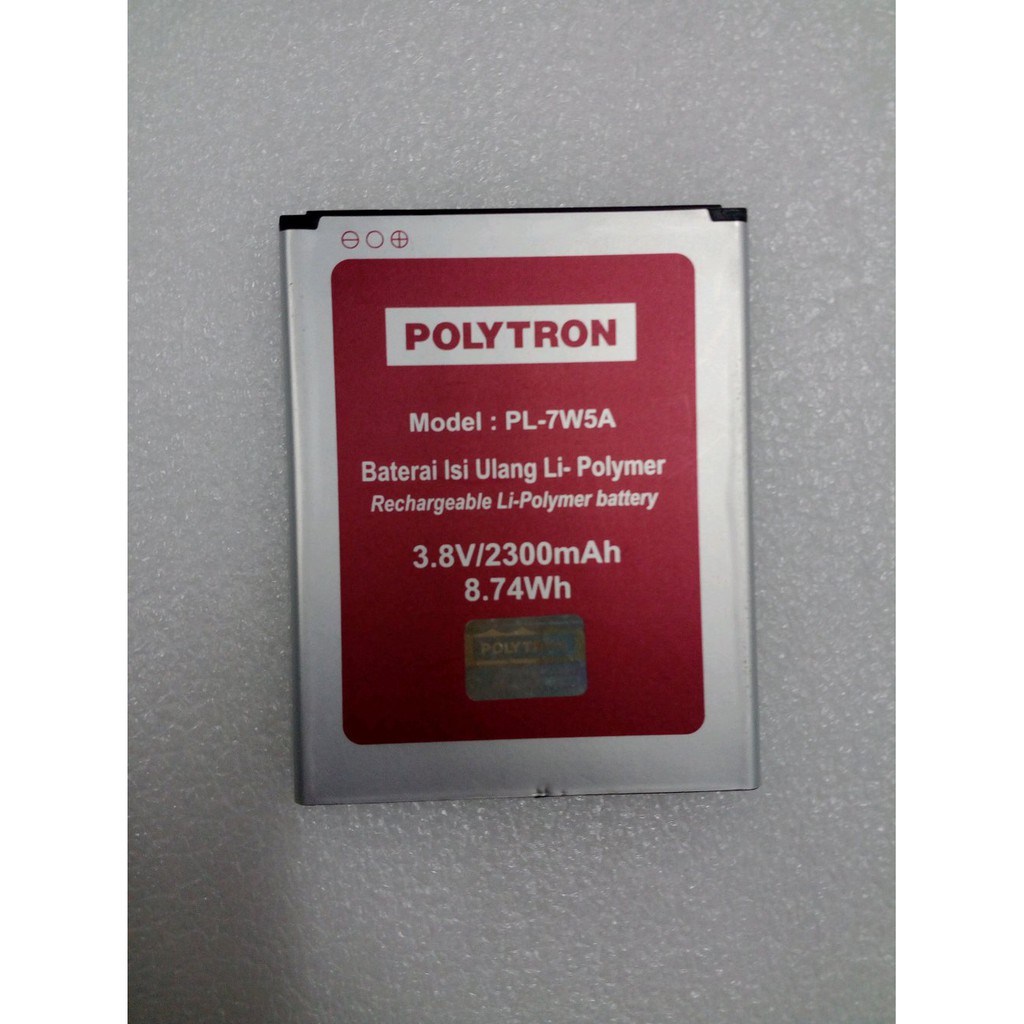 POLYTRON
Model : PL-7W5A
Baterai Isi Ulang Li- Polymer
Rechargeable Li-Polymer battery
3.8V/2300mAh
8.74Wh